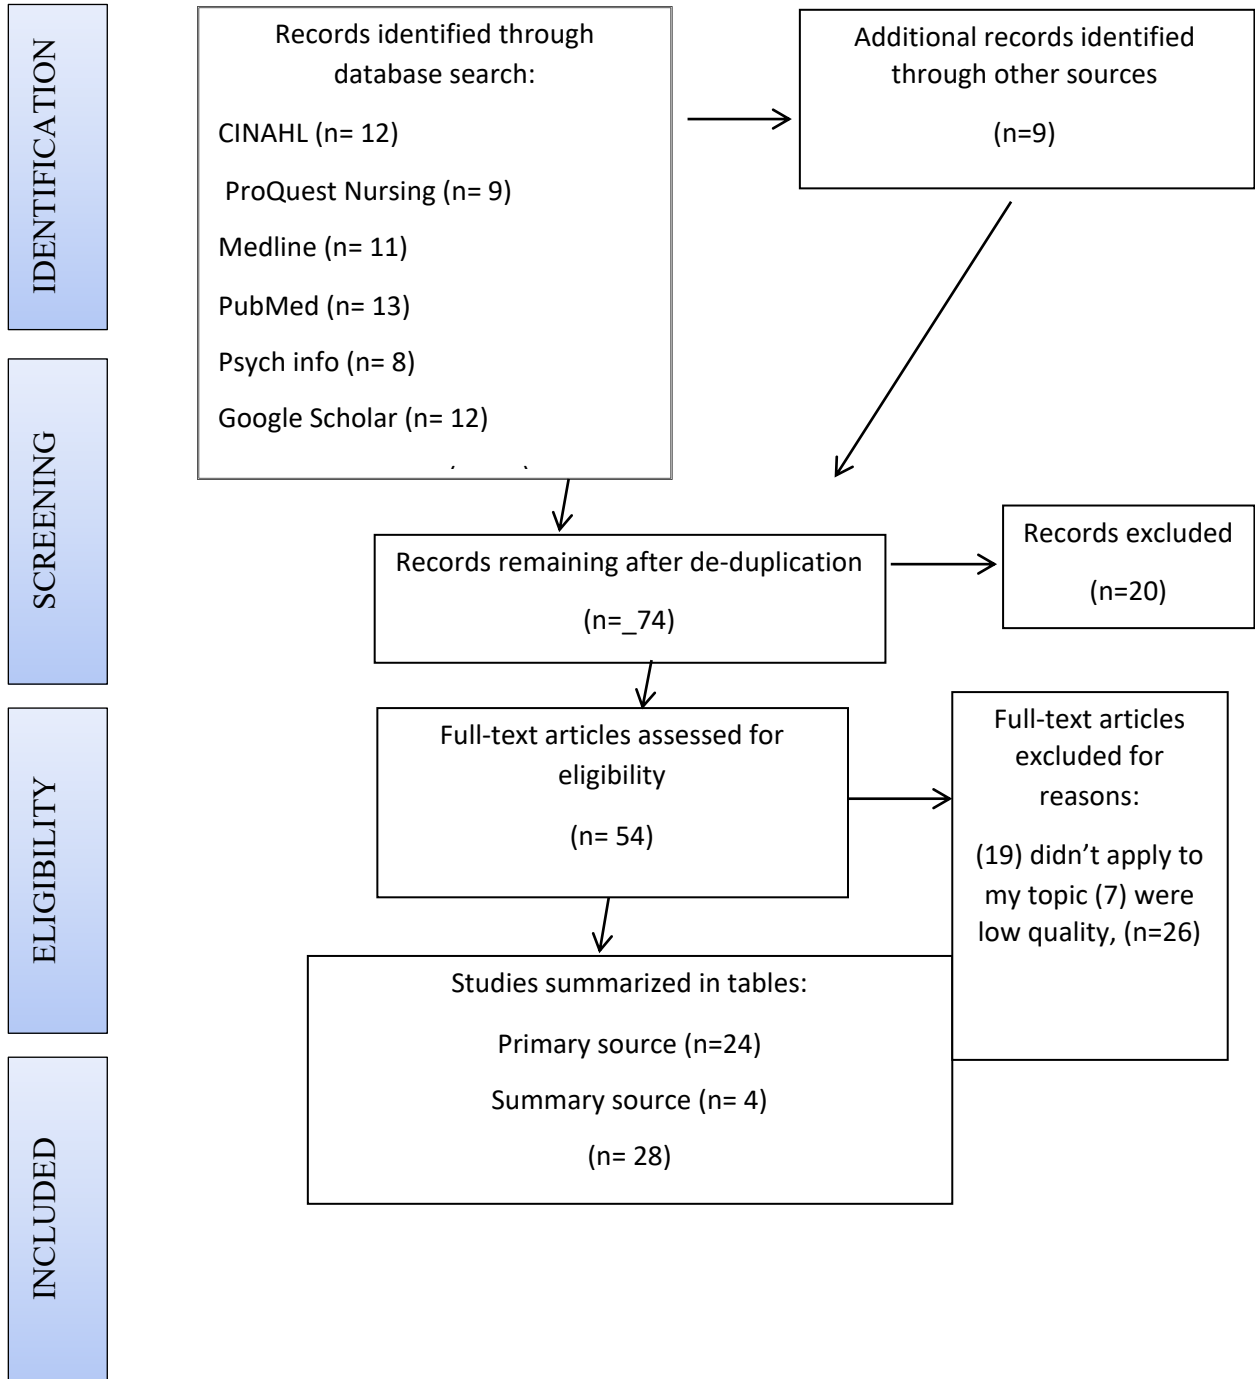 IDENTIFICATION
Records identified through
database search:
CINAHL (n= 12)
ProQuest Nursing (n= 9)
Medline (n= 11)
PubMed (n= 13)
Psych info (n= 8)
Google Scholar (n= 12)
Additional records identified
through other sources
(n=9)
SCREENING
Records remaining after de-duplication
(n=_74)
Records excluded
(n=20)
ELIGIBILITY
Full-text articles assessed for
eligibility
(n= 54)
Full-text articles
excluded for
reasons:
(19) didn’t apply to
my topic (7) were
low quality, (n=26)
INCLUDED
Studies summarized in tables:
Primary source (n=24)
Summary source (n= 4)
(n= 28)